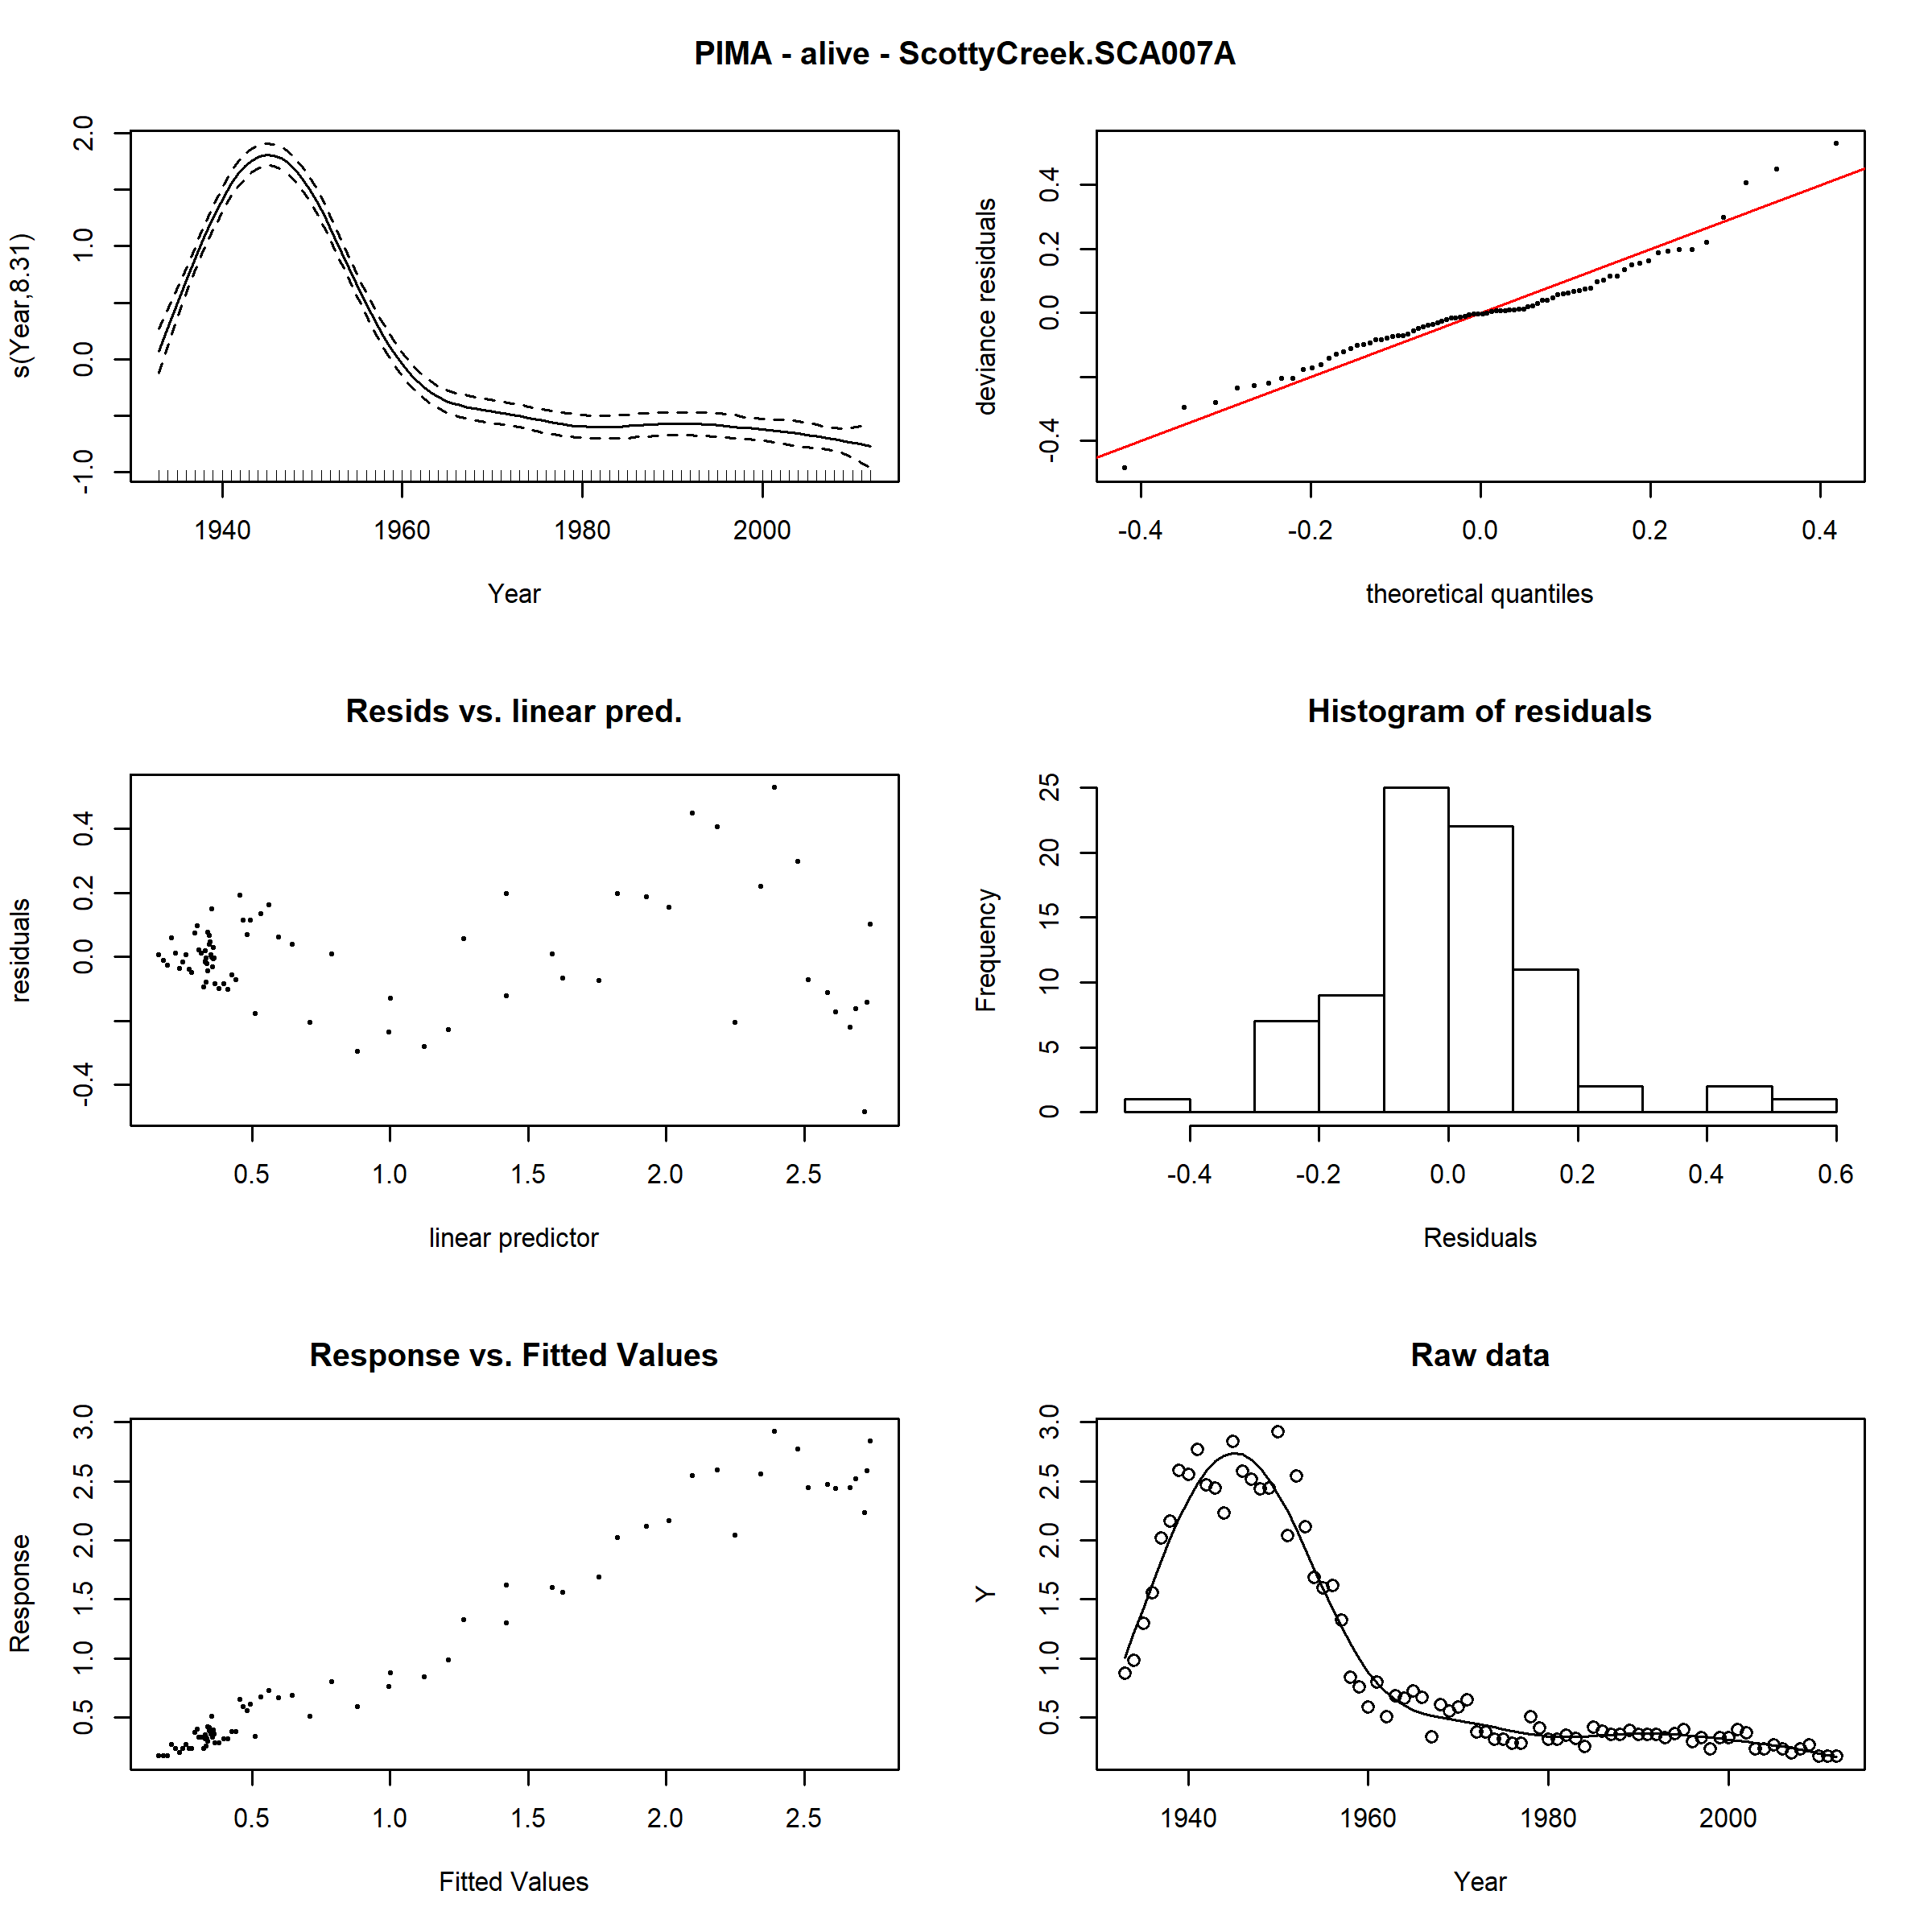 PIMA - alive - ScottyCreek.SCA007A
s(Year,8.31)
2.0
1.0
0.0
-1.0
1940 1960 1980 2000
Year
deviance residuals
0.4
0.2
0.0
-0.4
-0.4 -0.2 0.0 0.2 0.4
theoretical quantiles
Resids vs. linear pred.
residuals
0.4
0.2
0.0
-0.4
0.5 1.0 1.5 2.0 2.5
linear predictor
Histogram of residuals
Frequency
25
20
15
10
5
0
-0.4 -0.2 0.0 0.2 0.4 0.6
Residuals
Response vs. Fitted Values
Response
3.0
2.5
2.0
1.5
1.0
0.5
0.5 1.0 1.5 2.0 2.5
Fitted Values
Raw data
Y
3.0
2.5
2.0
1.5
1.0
0.5
1940 1960 1980 2000
Year